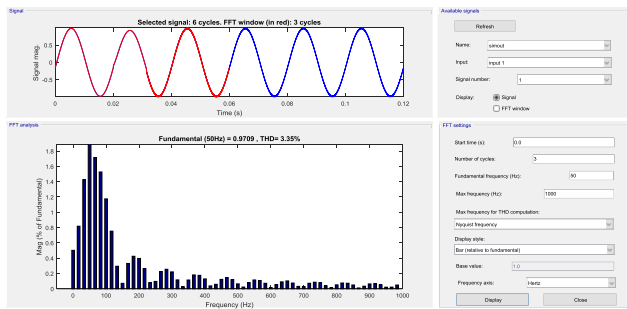 Signal
Selected signal: 6 cycles. FFT window (in red): 3 cycles
Signal mag.
0.5
0
-0.5
0
0.02
0.04
0.06
0.08
0.1
0.12
Time (s)
FFT analysis
Fundamental (50Hz) = 0.9709 , THD= 3.35%
Mag (% of Fundamental)
1.8
1.6
1.4
1.2
1
0.8
0.6
0.4
0.2
0
0
100
200
300
400
500
600
700
800
900
1000
Frequency (Hz)
Available signals
Refresh
Name:
simout
Input:
input 1
Signal number:
1
Display:
Signal
FFT window
FFT settings
Start time (s):
0.0
Number of cycles:
3
Fundamental frequency (Hz):
50
Max frequency (Hz):
1000
Max frequency for THD computation:
Nyquist frequency
Display style:
Bar (relative to fundamental)
Base value:
1.0
Frequency axis:
Hertz
Display
Close